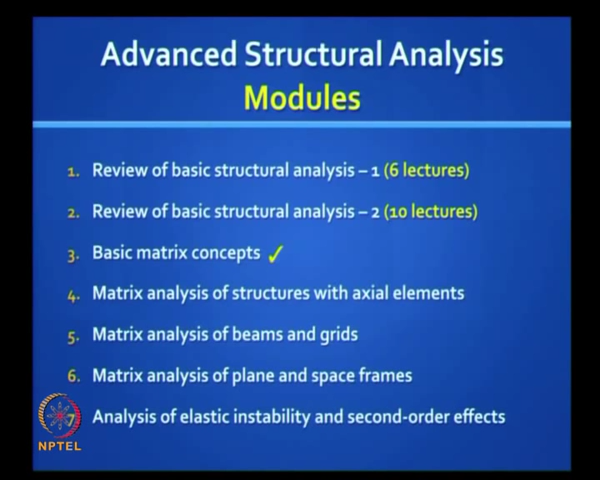 Advanced Structural Analysis
Modules
1. Review of basic structural analysis – 1 (6 lectures)
2. Review of basic structural analysis – 2 (10 lectures)
3. Basic matrix concepts ✓
4. Matrix analysis of structures with axial elements
5. Matrix analysis of beams and grids
6. Matrix analysis of plane and space frames
7 Analysis of elastic instability and second-order effects
NPTEL